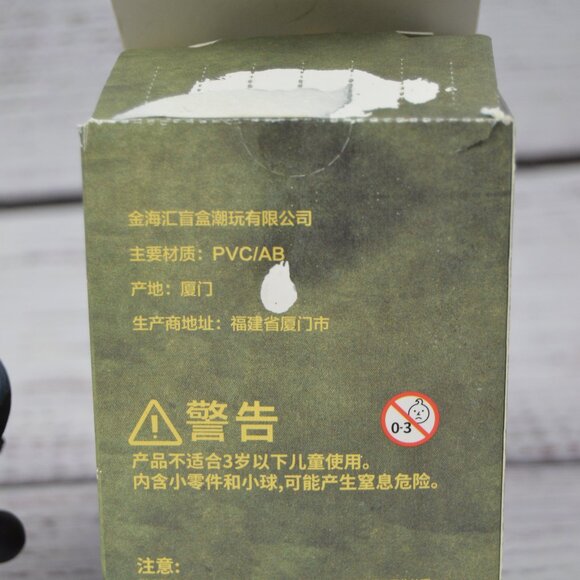 金海汇盲盒潮玩有限公司
主要材质：PVC/AB
产地：厦门
生产商地址：福建省厦门市
警告
0-3
产品不适合3岁以下儿童使用。
内含小零件和小球,可能产生窒息危险。
注意: